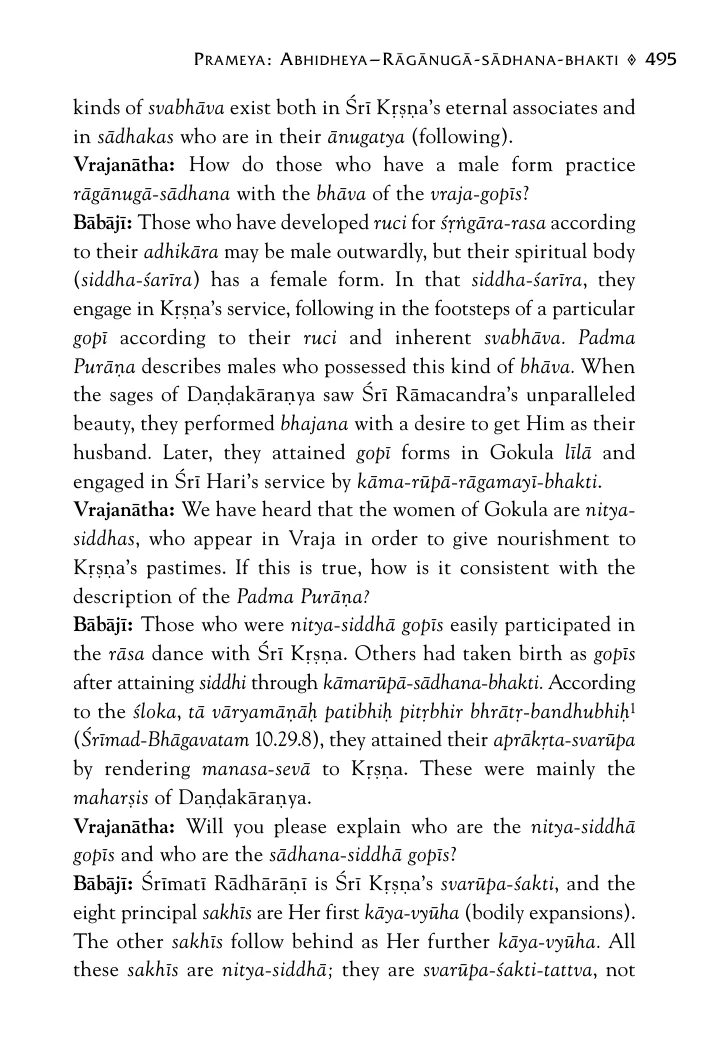 PRAMEYA: ABHIDHEYA–RĀGĀNUGĀ-SĀDHANA-BHAKTI ◊ 495
kinds of svabhāva exist both in Śrī Kṛṣṇa's eternal associates and
in sādhakas who are in their ānugatya (following).
Vrajanātha: How do those who have a male form practice
rāgānugā-sādhana with the bhāva of the vraja-gopīs?
Bābājī: Those who have developed ruci for śṛṅgāra-rasa according
to their adhikāra may be male outwardly, but their spiritual body
(siddha-śarīra) has a female form. In that siddha-śarīra, they
engage in Kṛṣṇa's service, following in the footsteps of a particular
gopī according to their ruci and inherent svabhāva. Padma
Purāṇa describes males who possessed this kind of bhāva. When
the sages of Daṇḍakāraṇya saw Śrī Rāmacandra's unparalleled
beauty, they performed bhajana with a desire to get Him as their
husband. Later, they attained gopī forms in Gokula līlā and
engaged in Śrī Hari's service by kāma-rūpā-rāgamayī-bhakti.
Vrajanātha: We have heard that the women of Gokula are nitya-
siddhas, who appear in Vraja in order to give nourishment to
Kṛṣṇa's pastimes. If this is true, how is it consistent with the
description of the Padma Purāṇa?
Bābājī: Those who were nitya-siddhā gopīs easily participated in
the rāsa dance with Śrī Kṛṣṇa. Others had taken birth as gopīs
after attaining siddhi through kāmarūpā-sādhana-bhakti. According
to the śloka, tā vāryamāṇāḥ patibhiḥ pitṛbhir bhrātṛ-bandhubhiḥ¹
(Śrīmad-Bhāgavatam 10.29.8), they attained their aprākṛta-svarūpa
by rendering manasa-sevā to Kṛṣṇa. These were mainly the
maharṣis of Daṇḍakāraṇya.
Vrajanātha: Will you please explain who are the nitya-siddhā
gopīs and who are the sādhana-siddhā gopīs?
Bābājī: Śrīmatī Rādhārāṇī is Śrī Kṛṣṇa's svarūpa-śakti, and the
eight principal sakhīs are Her first kāya-vyūha (bodily expansions).
The other sakhīs follow behind as Her further kāya-vyūha. All
these sakhīs are nitya-siddhā; they are svarūpa-śakti-tattva, not